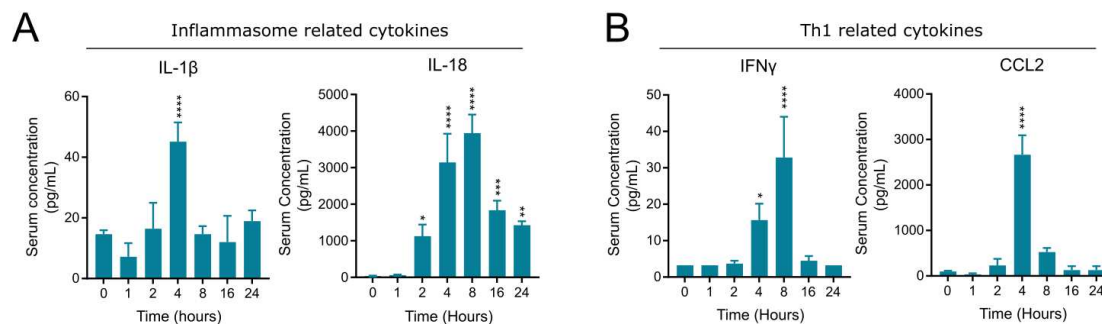 A
Inflammasome related cytokines
IL-1β
Serum Concentration
(pg/mL)
60
40
20
0
****
0 1 2 4 8 16 24
Time (hours)
IL-18
Serum Concentration
(pg/mL)
5000
4000
3000
2000
1000
0
*
****
****
***
**
0 1 2 4 8 16 24
Time (Hours)
B
Th1 related cytokines
IFNγ
Serum Concentration
(pg/mL)
50
40
30
20
10
0
*
****
0 1 2 4 8 16 24
Time (Hours)
CCL2
Serum Concentration
(pg/mL)
4000
3000
2000
1000
0
****
0 1 2 4 8 16 24
Time (Hours)